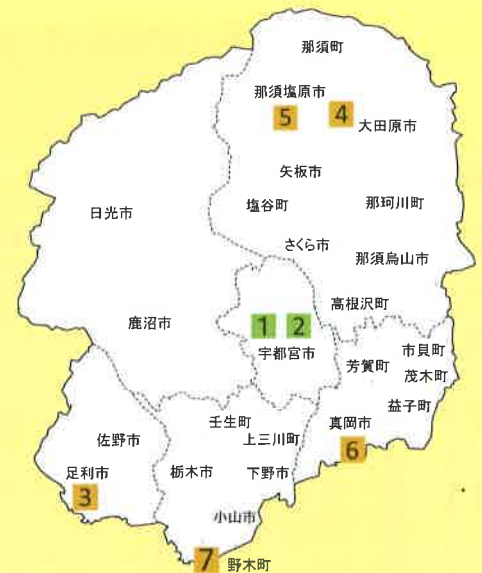 那須町
那須塩原市
5 4
大田原市
矢板市
塩谷町
那珂川町
日光市
さくら市
那須烏山市
高根沢町
鹿沼市
1 2
宇都宮市
市貝町
芳賀町
茂木町
益子町
壬生町
真岡市
上三川町
6
佐野市
足利市
栃木市
下野市
3
小山市
7
野木町